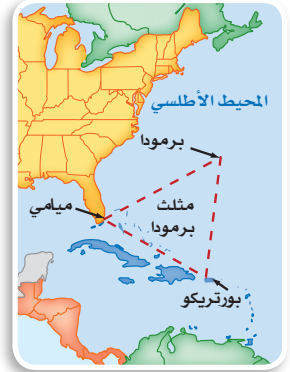 المحيط الأطلسي
برمودا
ميامي
مثلث
برمودا
بورتريكو